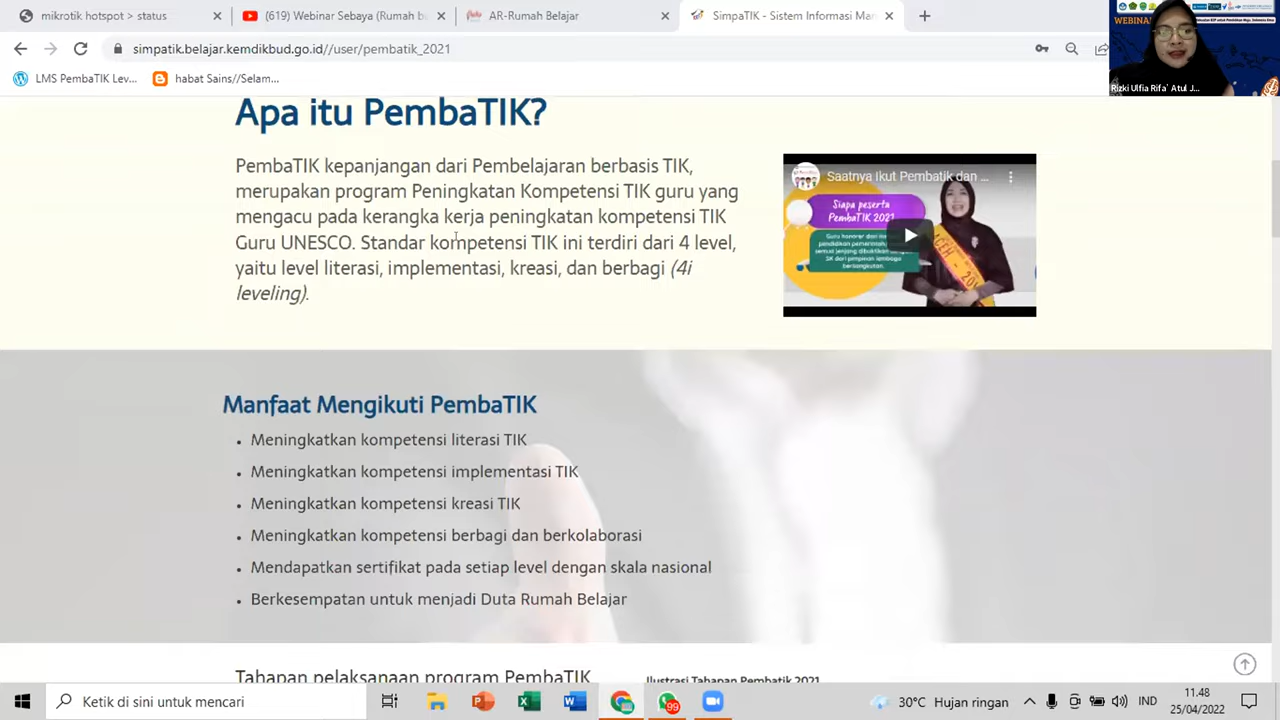 mikrotik hotspot > status
(619) Webinar Sebaya (Rumah
AR-Rumah Belajar
SimpaTIK - Sistem Informasi Man
simpatik.belajar.kemdikbud.go.id//user/pembatik_2021
LMS PembaTIK Lev...
habat Sains//Selam...
WEBINAR
Rizki Ulfia Rifa` Atul J...
Apa itu PembaTIK?
PembaTIK kepanjangan dari Pembelajaran berbasis TIK,
merupakan program Peningkatan Kompetensi TIK guru yang
mengacu pada kerangka kerja peningkatan kompetensi TIK
Guru UNESCO. Standar kompetensi TIK ini terdiri dari 4 level,
yaitu level literasi, implementasi, kreasi, dan berbagi (4i
leveling).
Saatnya Ikut Pembatik dan ...
Siapa peserta
PembaTIK 2021
Manfaat Mengikuti PembaTIK
• Meningkatkan kompetensi literasi TIK
• Meningkatkan kompetensi implementasi TIK
• Meningkatkan kompetensi kreasi TIK
• Meningkatkan kompetensi berbagi dan berkolaborasi
• Mendapatkan sertifikat pada setiap level dengan skala nasional
• Berkesempatan untuk menjadi Duta Rumah Belajar
Tahapan pelaksanaan program PembaTIK
Ilustrasi Tahapan Pembatik 2021
Ketik di sini untuk mencari
99
30°C Hujan ringan
IND
11.48
25/04/2022